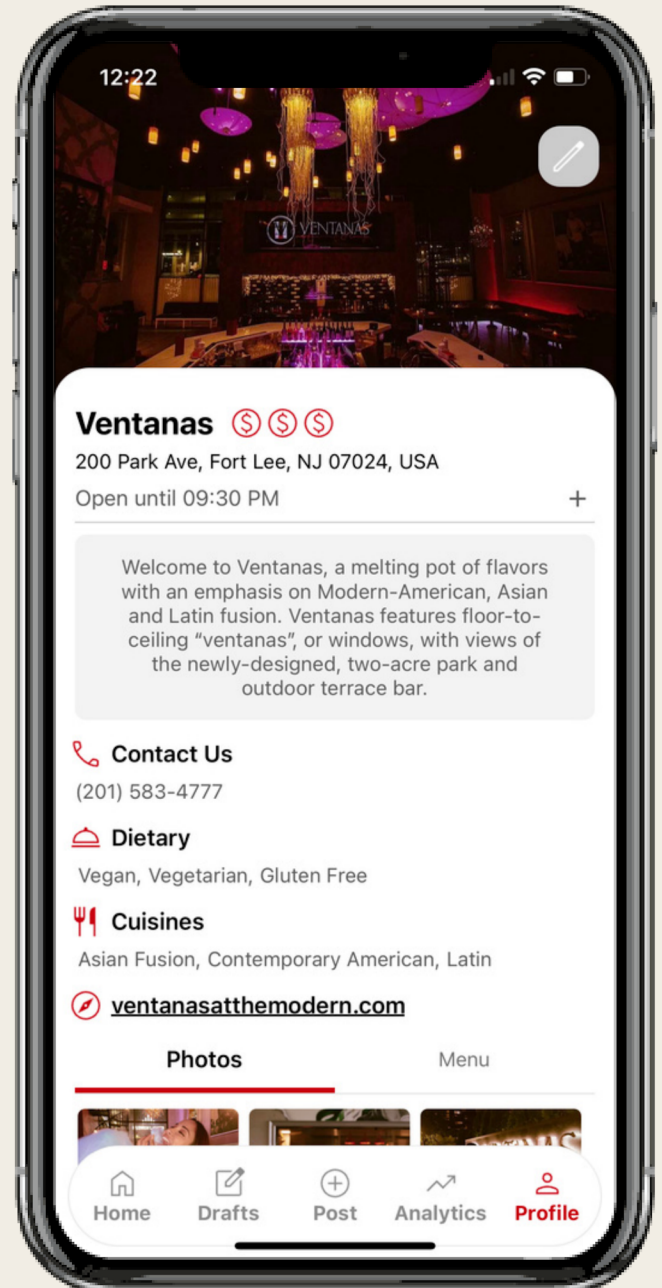 12:22
VENTANAS
Ventanas
200 Park Ave, Fort Lee, NJ 07024, USA
Open until 09:30 PM
Welcome to Ventanas, a melting pot of flavors
with an emphasis on Modern-American, Asian
and Latin fusion. Ventanas features floor-to-
ceiling “ventanas”, or windows, with views of
the newly-designed, two-acre park and
outdoor terrace bar.
Contact Us
(201) 583-4777
Dietary
Vegan, Vegetarian, Gluten Free
Cuisines
Asian Fusion, Contemporary American, Latin
ventanasatthemodern.com
Photos Menu
Home Drafts Post Analytics Profile